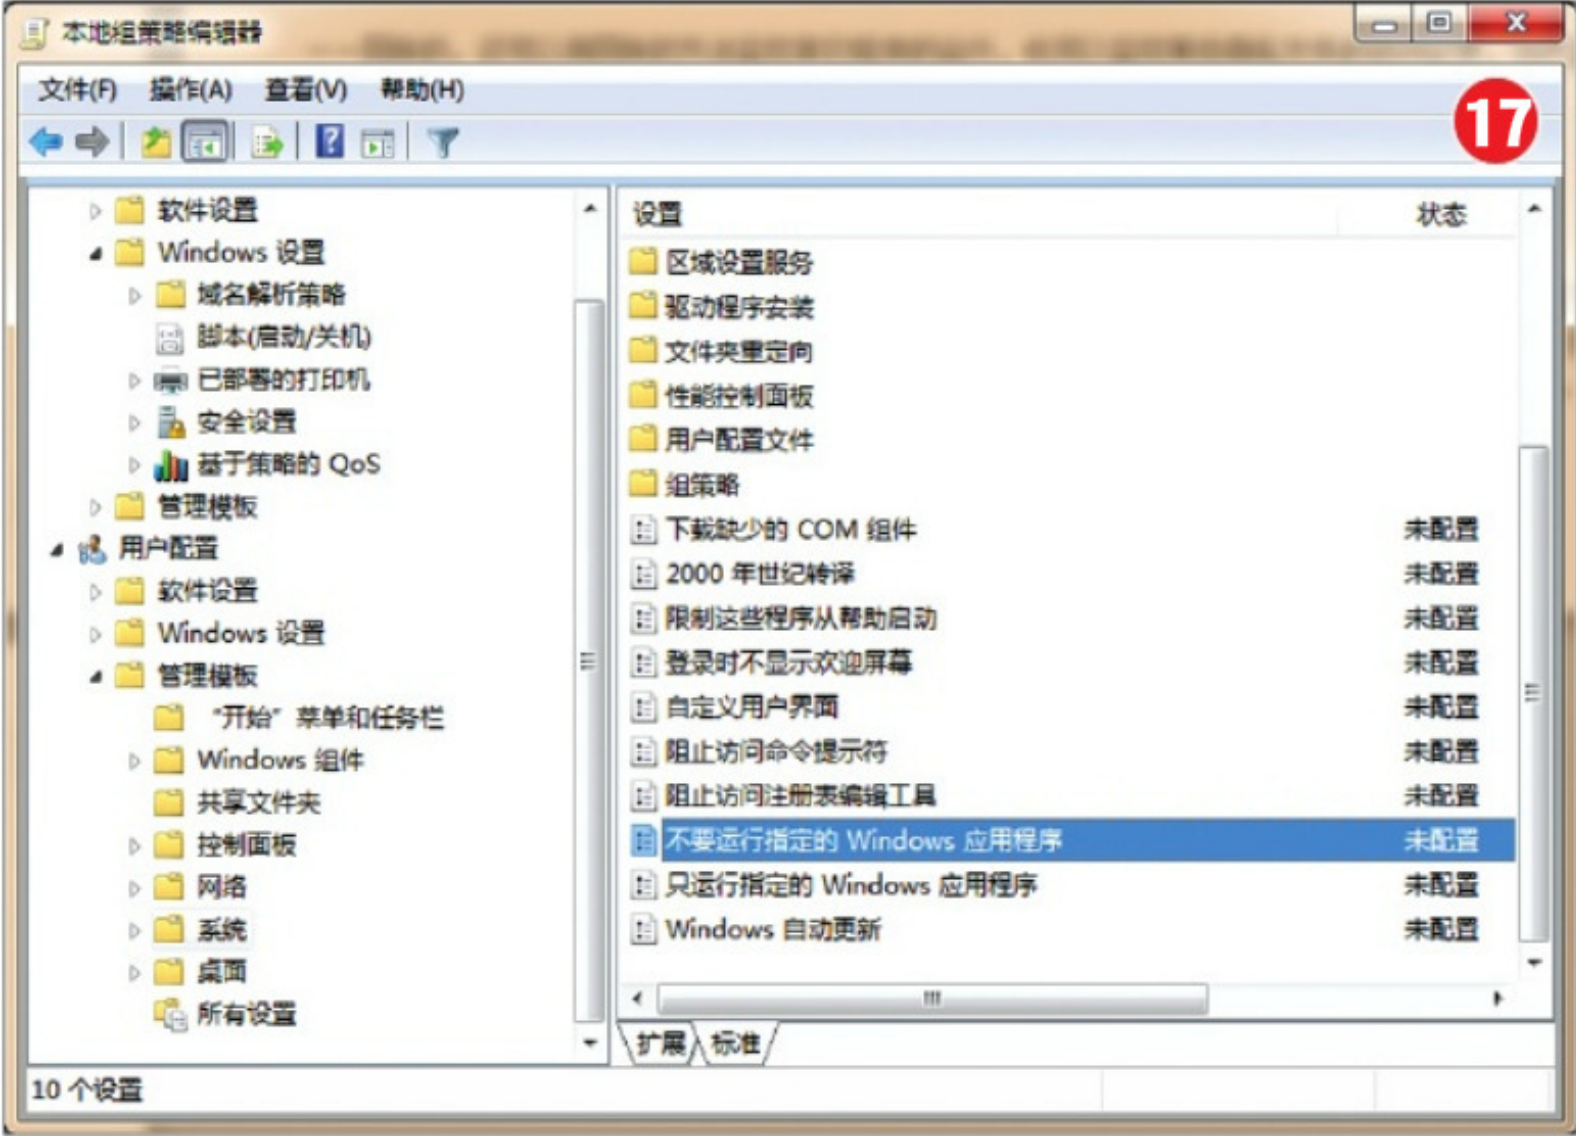 本地组策略编辑器
文件(F) 操作(A) 查看(V) 帮助(H)
17
软件设置
Windows 设置
域名解析策略
脚本(启动/关机)
已部署的打印机
安全设置
基于策略的 QoS
管理模板
用户配置
软件设置
Windows 设置
管理模板
“开始”菜单和任务栏
Windows 组件
共享文件夹
控制面板
网络
系统
桌面
所有设置
设置 状态
区域设置服务
驱动程序安装
文件夹重定向
性能控制面板
用户配置文件
组策略
下载缺少的 COM 组件 未配置
2000 年世纪转译 未配置
限制这些程序从帮助启动 未配置
登录时不显示欢迎屏幕 未配置
自定义用户界面 未配置
阻止访问命令提示符 未配置
阻止访问注册表编辑工具 未配置
不要运行指定的 Windows 应用程序 未配置
只运行指定的 Windows 应用程序 未配置
Windows 自动更新 未配置
扩展 标准
10 个设置